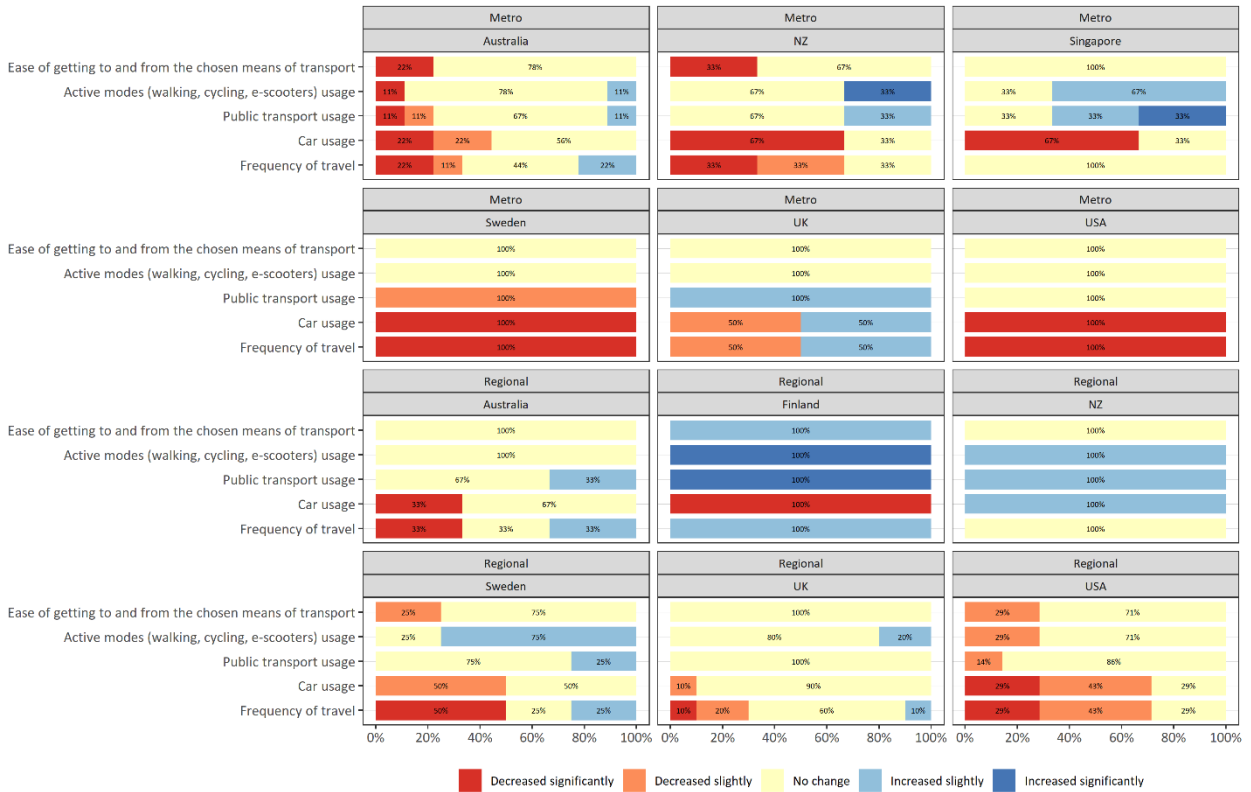 Metro Metro Metro
Australia NZ Singapore
Ease of getting to and from the chosen means of transport 22% 78% 33% 67% 100%
Active modes (walking, cycling, e-scooters) usage 11% 78% 11% 67% 33% 33% 67%
Public transport usage 11% 11% 67% 11% 67% 33% 33% 33% 33%
Car usage 22% 22% 56% 67% 33% 67% 33%
Frequency of travel 22% 11% 44% 22% 33% 33% 33% 100%
Metro Metro Metro
Sweden UK USA
Ease of getting to and from the chosen means of transport 100% 100% 100%
Active modes (walking, cycling, e-scooters) usage 100% 100% 100%
Public transport usage 100% 100% 100%
Car usage 100% 50% 50% 100%
Frequency of travel 100% 50% 50% 100%
Regional Regional Regional
Australia Finland NZ
Ease of getting to and from the chosen means of transport 100% 100% 100%
Active modes (walking, cycling, e-scooters) usage 100% 100% 100%
Public transport usage 67% 33% 100% 100%
Car usage 33% 67% 100% 100%
Frequency of travel 33% 33% 33% 100% 100%
Regional Regional Regional
Sweden UK USA
Ease of getting to and from the chosen means of transport 25% 75% 100% 29% 71%
Active modes (walking, cycling, e-scooters) usage 25% 75% 80% 20% 29% 71%
Public transport usage 75% 25% 100% 14% 86%
Car usage 50% 50% 10% 90% 29% 43% 29%
Frequency of travel 50% 25% 25% 10% 20% 60% 10% 29% 43% 29%
0% 20% 40% 60% 80% 100% 0% 20% 40% 60% 80% 100% 0% 20% 40% 60% 80% 100%
Decreased significantly Decreased slightly No change Increased slightly Increased significantly